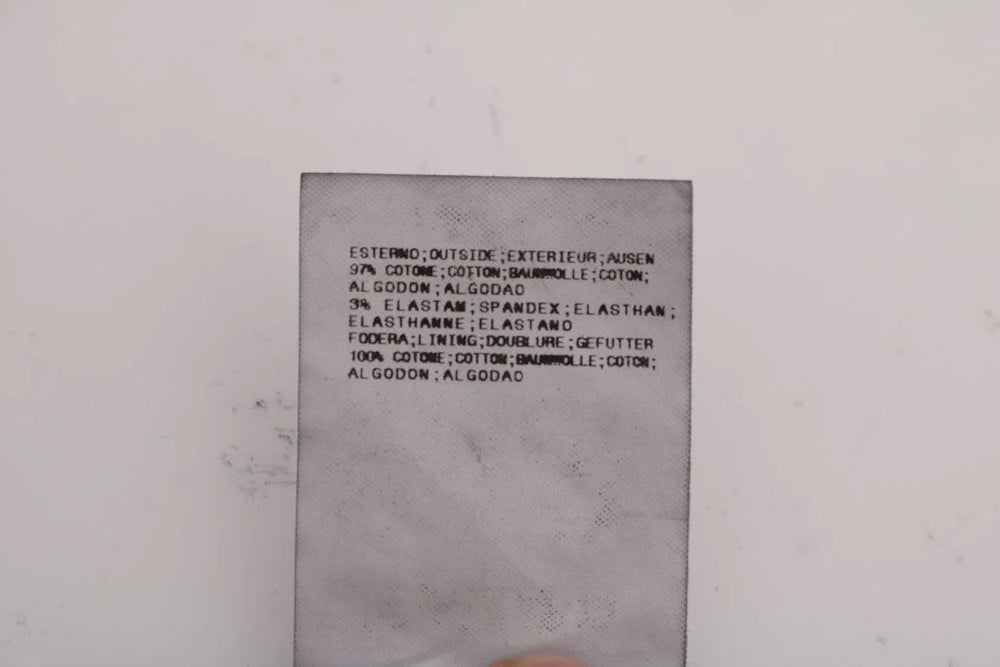 ESTERNO;OUTSIDE;EXTERIEUR;AUSEN
97% COTONE;COTTON;BAUMWOLLE;COTON;
ALGODON;ALGODAO
3% ELASTAM;SPANDEX;ELASTHAN;
ELASTHANNE;ELASTANO
FODERA;LINING;DOUBLURE;GEFUTTER
100% COTONE;COTTON;BAUMWOLLE;COTON;
ALGODON;ALGODAO